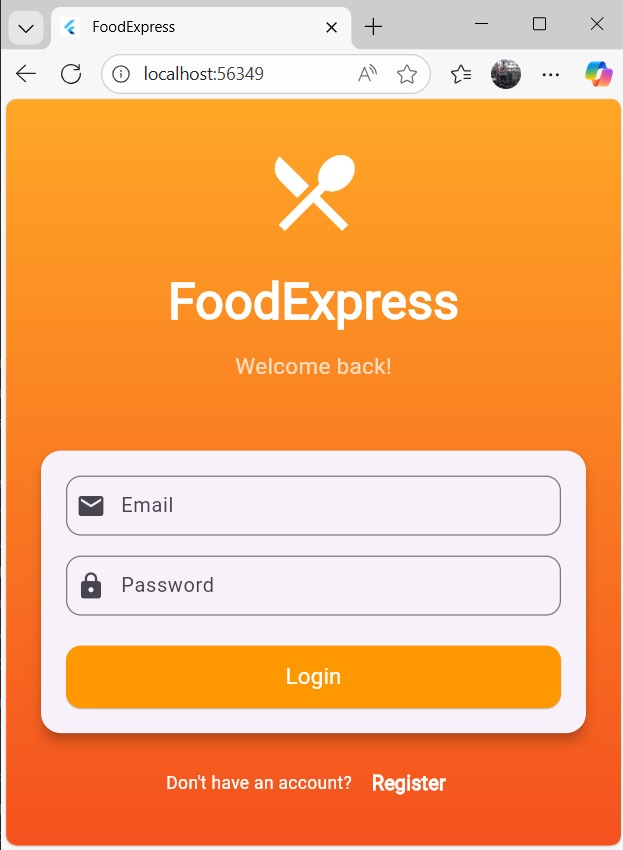 FoodExpress
localhost:56349
FoodExpress
Welcome back!
Email
Password
Login
Don't have an account? Register